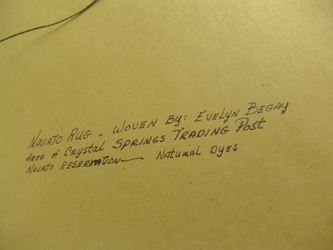 NAVAJO RUG - WOVEN BY: EVELYN BEGAY
AREA OF CRYSTAL SPRINGS TRADING POST
NAVAJO RESERVATION — NATURAL DYES